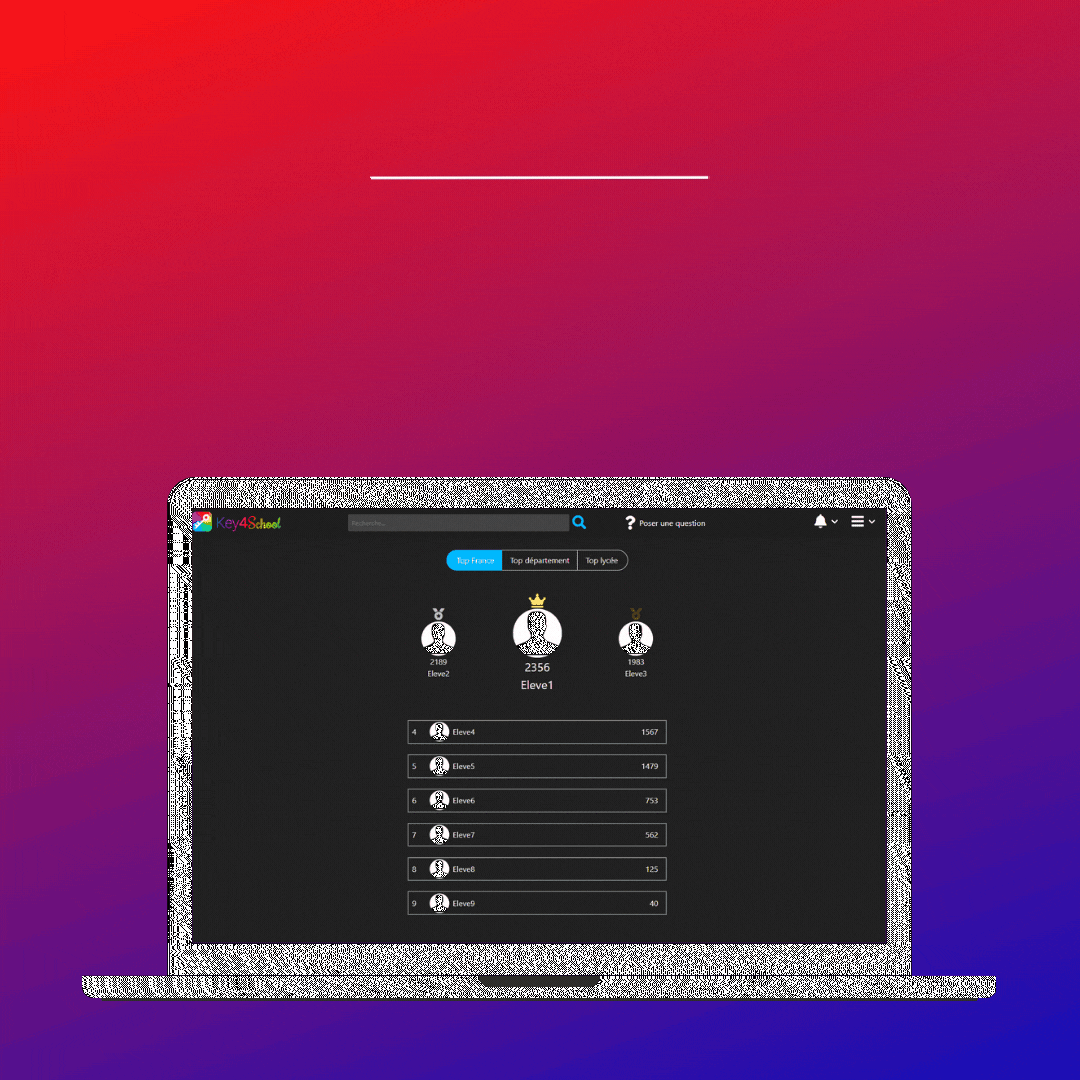 Key4School
Recherche...
Poser une question
Top France
Top département
Top lycée
2189
Eleve2
2356
Eleve1
1983
Eleve3
4 Eleve4 1567
5 Eleve5 1479
6 Eleve6 753
7 Eleve7 562
8 Eleve8 125
9 Eleve9 40